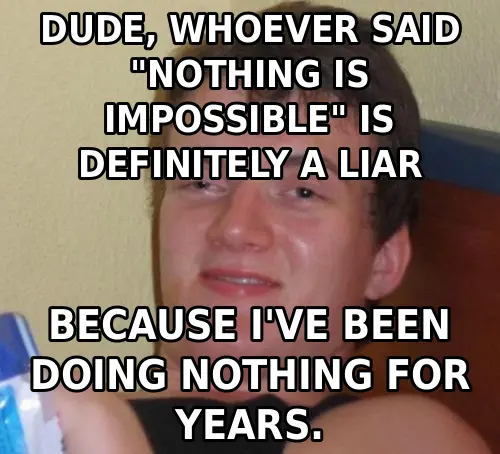 DUDE, WHOEVER SAID
"NOTHING IS
IMPOSSIBLE" IS
DEFINITELY A LIAR
BECAUSE I'VE BEEN
DOING NOTHING FOR
YEARS.